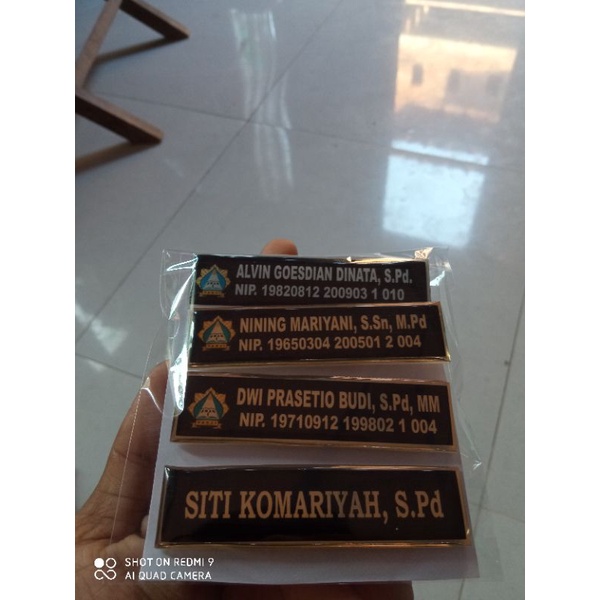 ALVIN GOESDIAN DINATA, S.Pd.
NIP. 19820812 200903 1 010
NINING MARIYANI, S.Sn, M.Pd
NIP. 19650304 200501 2 004
DWI PRASETIO BUDI, S.Pd, MM
NIP. 19710912 199802 1 004
SITI KOMARIYAH, S.Pd
SHOT ON REDMI 9
AI QUAD CAMERA